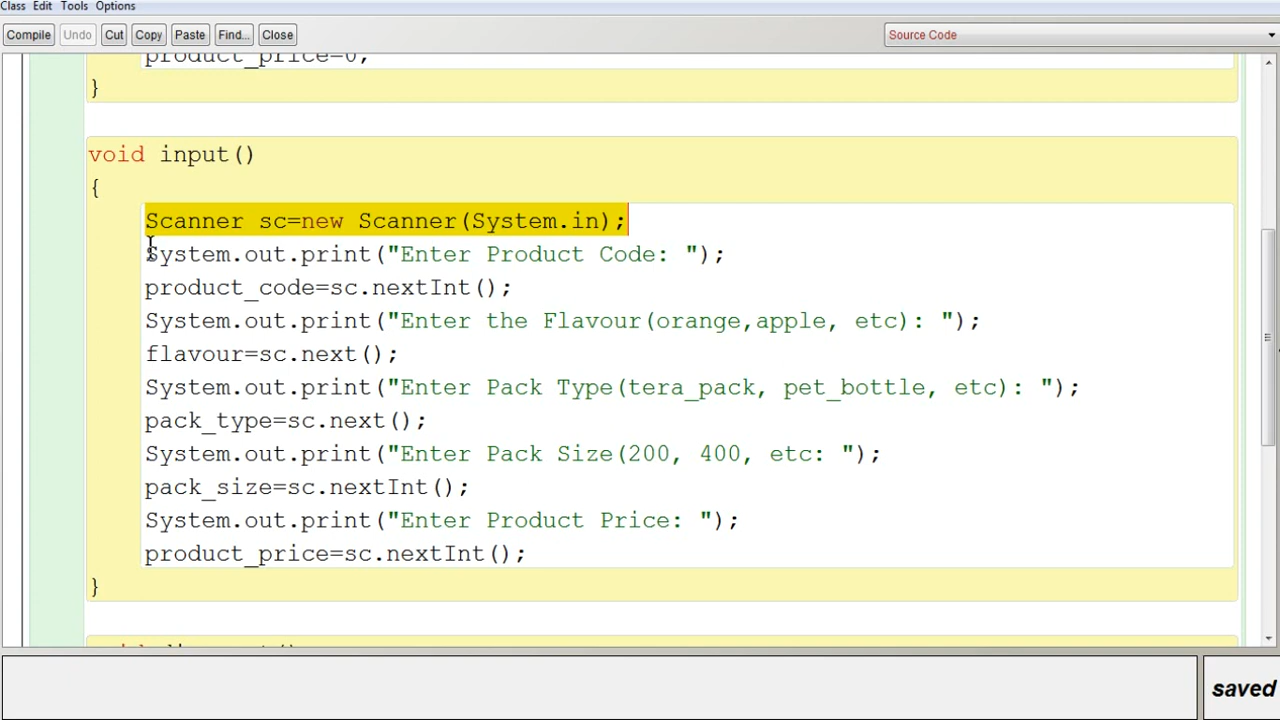 Class Edit Tools Options
Compile Undo Cut Copy Paste Find... Close Source Code
product_price=0;
}
void input()
{
Scanner sc=new Scanner(System.in);
System.out.print("Enter Product Code: ");
product_code=sc.nextInt();
System.out.print("Enter the Flavour(orange,apple, etc): ");
flavour=sc.next();
System.out.print("Enter Pack Type(tera_pack, pet_bottle, etc): ");
pack_type=sc.next();
System.out.print("Enter Pack Size(200, 400, etc: ");
pack_size=sc.nextInt();
System.out.print("Enter Product Price: ");
product_price=sc.nextInt();
}
saved